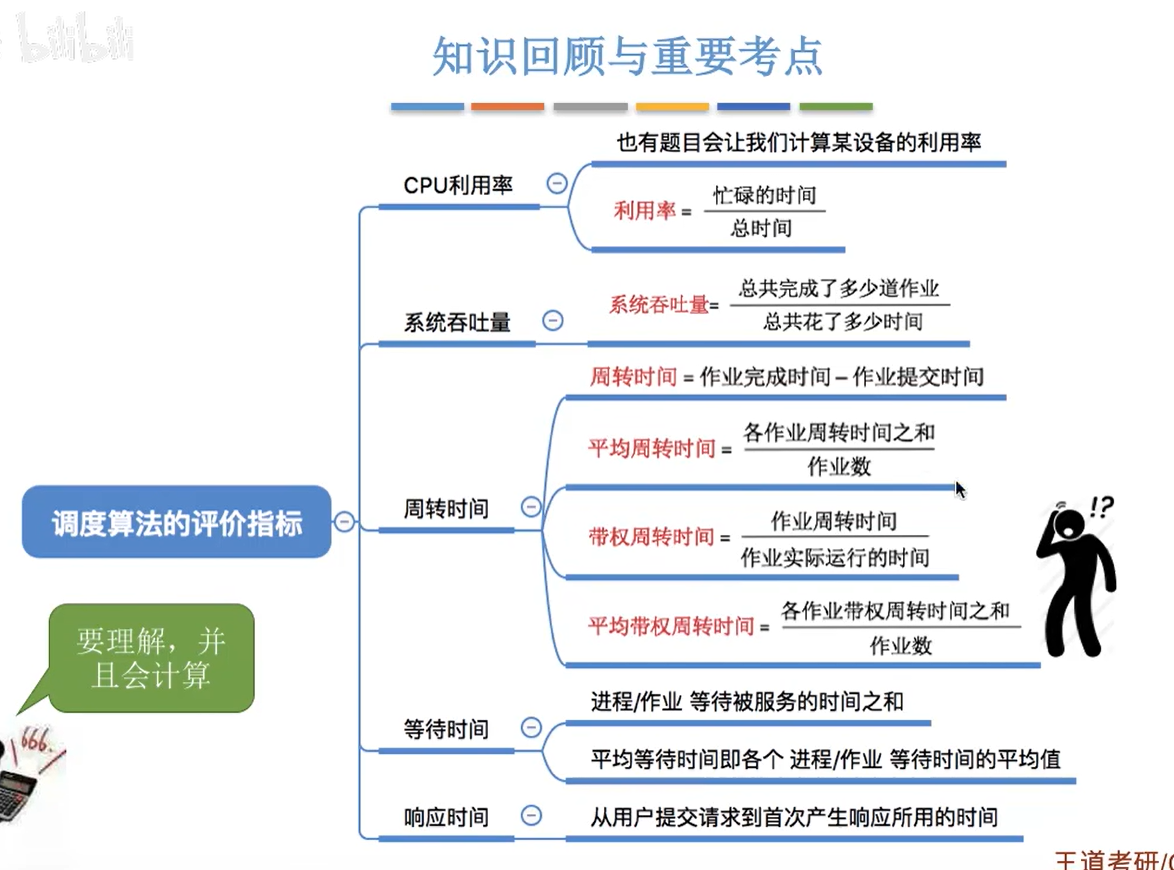 bilibili
知识回顾与重要考点
也有题目会让我们计算某设备的利用率
CPU利用率
利用率 = 忙碌的时间
总时间
系统吞吐量
系统吞吐量= 总共完成了多少道作业
总共花了多少时间
周转时间 = 作业完成时间 – 作业提交时间
平均周转时间 = 各作业周转时间之和
作业数
周转时间
带权周转时间 = 作业周转时间
作业实际运行的时间
平均带权周转时间 = 各作业带权周转时间之和
作业数
调度算法的评价指标
!?
要理解，并
且会计算
666.
等待时间
进程/作业 等待被服务的时间之和
平均等待时间即各个 进程/作业 等待时间的平均值
响应时间
从用户提交请求到首次产生响应所用的时间
王道考研/